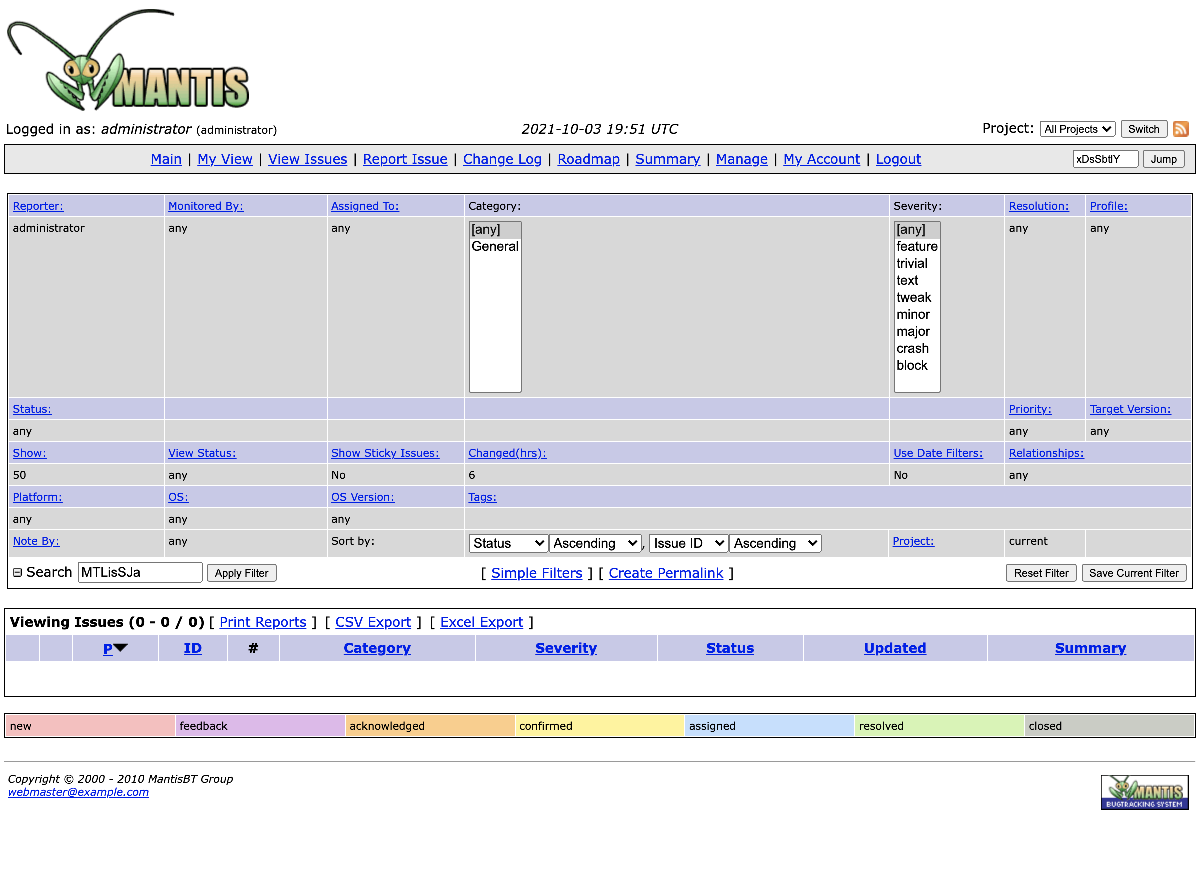 MANTIS
Logged in as: administrator (administrator) 2021-10-03 19:51 UTC Project: All Projects Switch
Main | My View | View Issues | Report Issue | Change Log | Roadmap | Summary | Manage | My Account | Logout xDsSbtlY Jump
Reporter: Monitored By: Assigned To: Category: Severity: Resolution: Profile:
administrator any any [any] [any] any any
General feature
trivial
text
tweak
minor
major
crash
block
Status: Priority: Target Version:
any any any
Show: View Status: Show Sticky Issues: Changed(hrs): Use Date Filters: Relationships:
50 any No 6 No any
Platform: OS: OS Version: Tags:
any any any
Note By: any Sort by: Status Ascending , Issue ID Ascending Project: current
Search MTLisSJa Apply Filter [ Simple Filters ] [ Create Permalink ] Reset Filter Save Current Filter
Viewing Issues (0 - 0 / 0) [ Print Reports ] [ CSV Export ] [ Excel Export ]
P ID # Category Severity Status Updated Summary
new feedback acknowledged confirmed assigned resolved closed
Copyright © 2000 - 2010 MantisBT Group
webmaster@example.com
MANTIS
BUGTRACKING SYSTEM